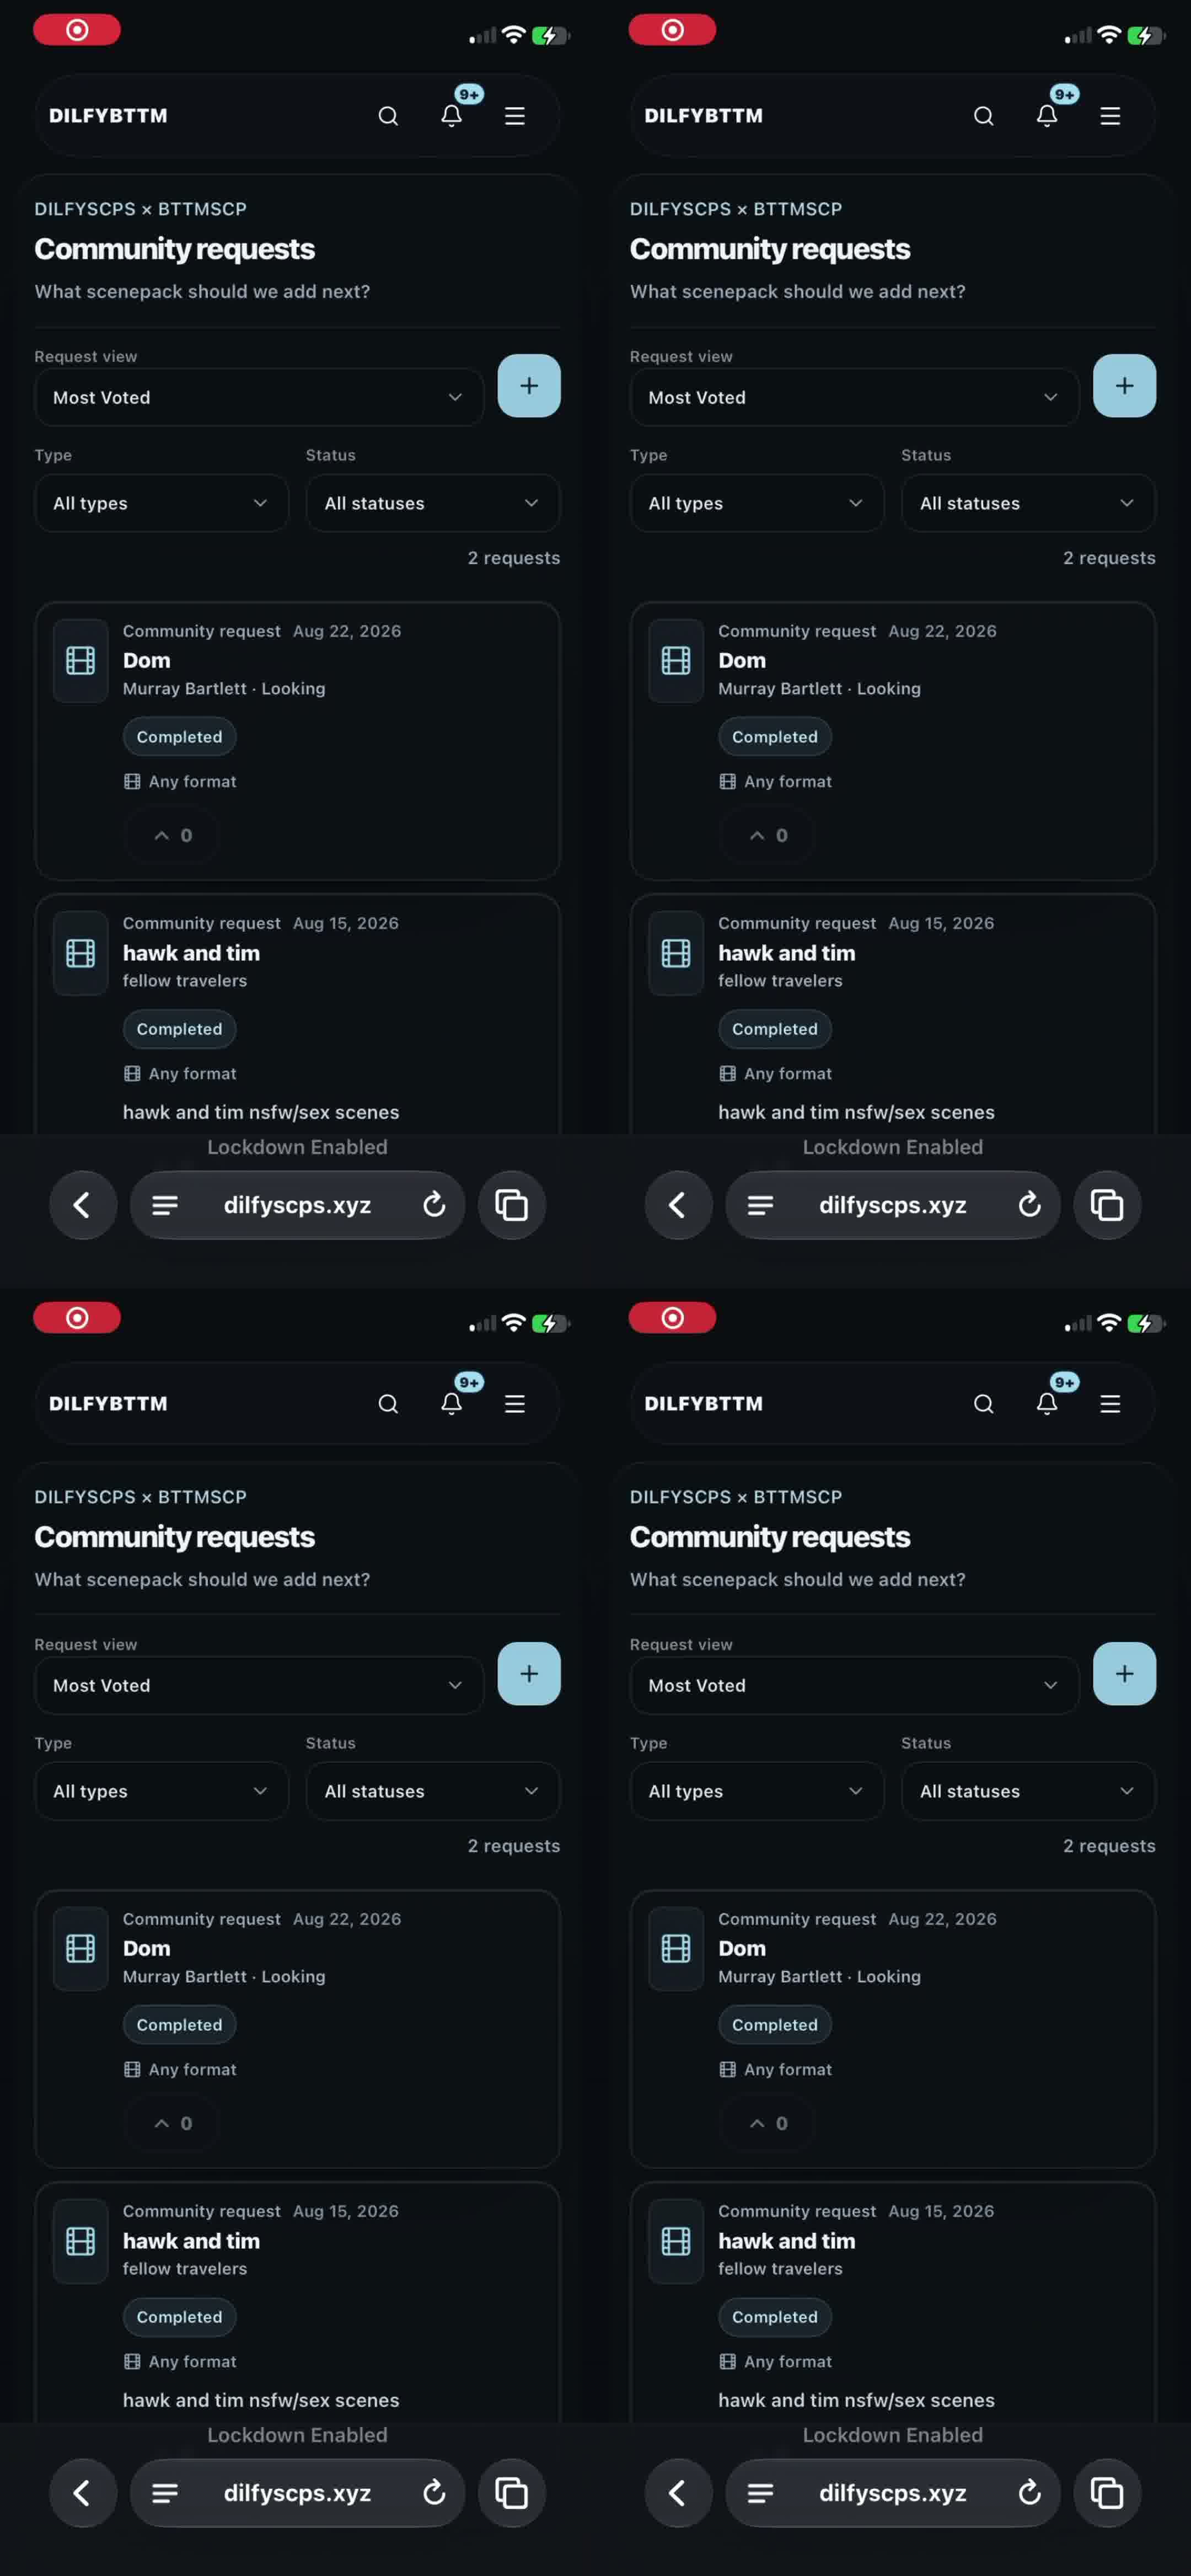 DILFYBTTM
9+
DILFYSCPS × BTTMSCP
Community requests
What scenepack should we add next?
Request view
Most Voted
+
Type
Status
All types
All statuses
2 requests
Community request Aug 22, 2026
Dom
Murray Bartlett · Looking
Completed
Any format
0
Community request Aug 15, 2026
hawk and tim
fellow travelers
Completed
Any format
hawk and tim nsfw/sex scenes
Lockdown Enabled
dilfyscps.xyz
DILFYBTTM
9+
DILFYSCPS × BTTMSCP
Community requests
What scenepack should we add next?
Request view
Most Voted
+
Type
Status
All types
All statuses
2 requests
Community request Aug 22, 2026
Dom
Murray Bartlett · Looking
Completed
Any format
0
Community request Aug 15, 2026
hawk and tim
fellow travelers
Completed
Any format
hawk and tim nsfw/sex scenes
Lockdown Enabled
dilfyscps.xyz
DILFYBTTM
9+
DILFYSCPS × BTTMSCP
Community requests
What scenepack should we add next?
Request view
Most Voted
+
Type
Status
All types
All statuses
2 requests
Community request Aug 22, 2026
Dom
Murray Bartlett · Looking
Completed
Any format
0
Community request Aug 15, 2026
hawk and tim
fellow travelers
Completed
Any format
hawk and tim nsfw/sex scenes
Lockdown Enabled
dilfyscps.xyz
DILFYBTTM
9+
DILFYSCPS × BTTMSCP
Community requests
What scenepack should we add next?
Request view
Most Voted
+
Type
Status
All types
All statuses
2 requests
Community request Aug 22, 2026
Dom
Murray Bartlett · Looking
Completed
Any format
0
Community request Aug 15, 2026
hawk and tim
fellow travelers
Completed
Any format
hawk and tim nsfw/sex scenes
Lockdown Enabled
dilfyscps.xyz